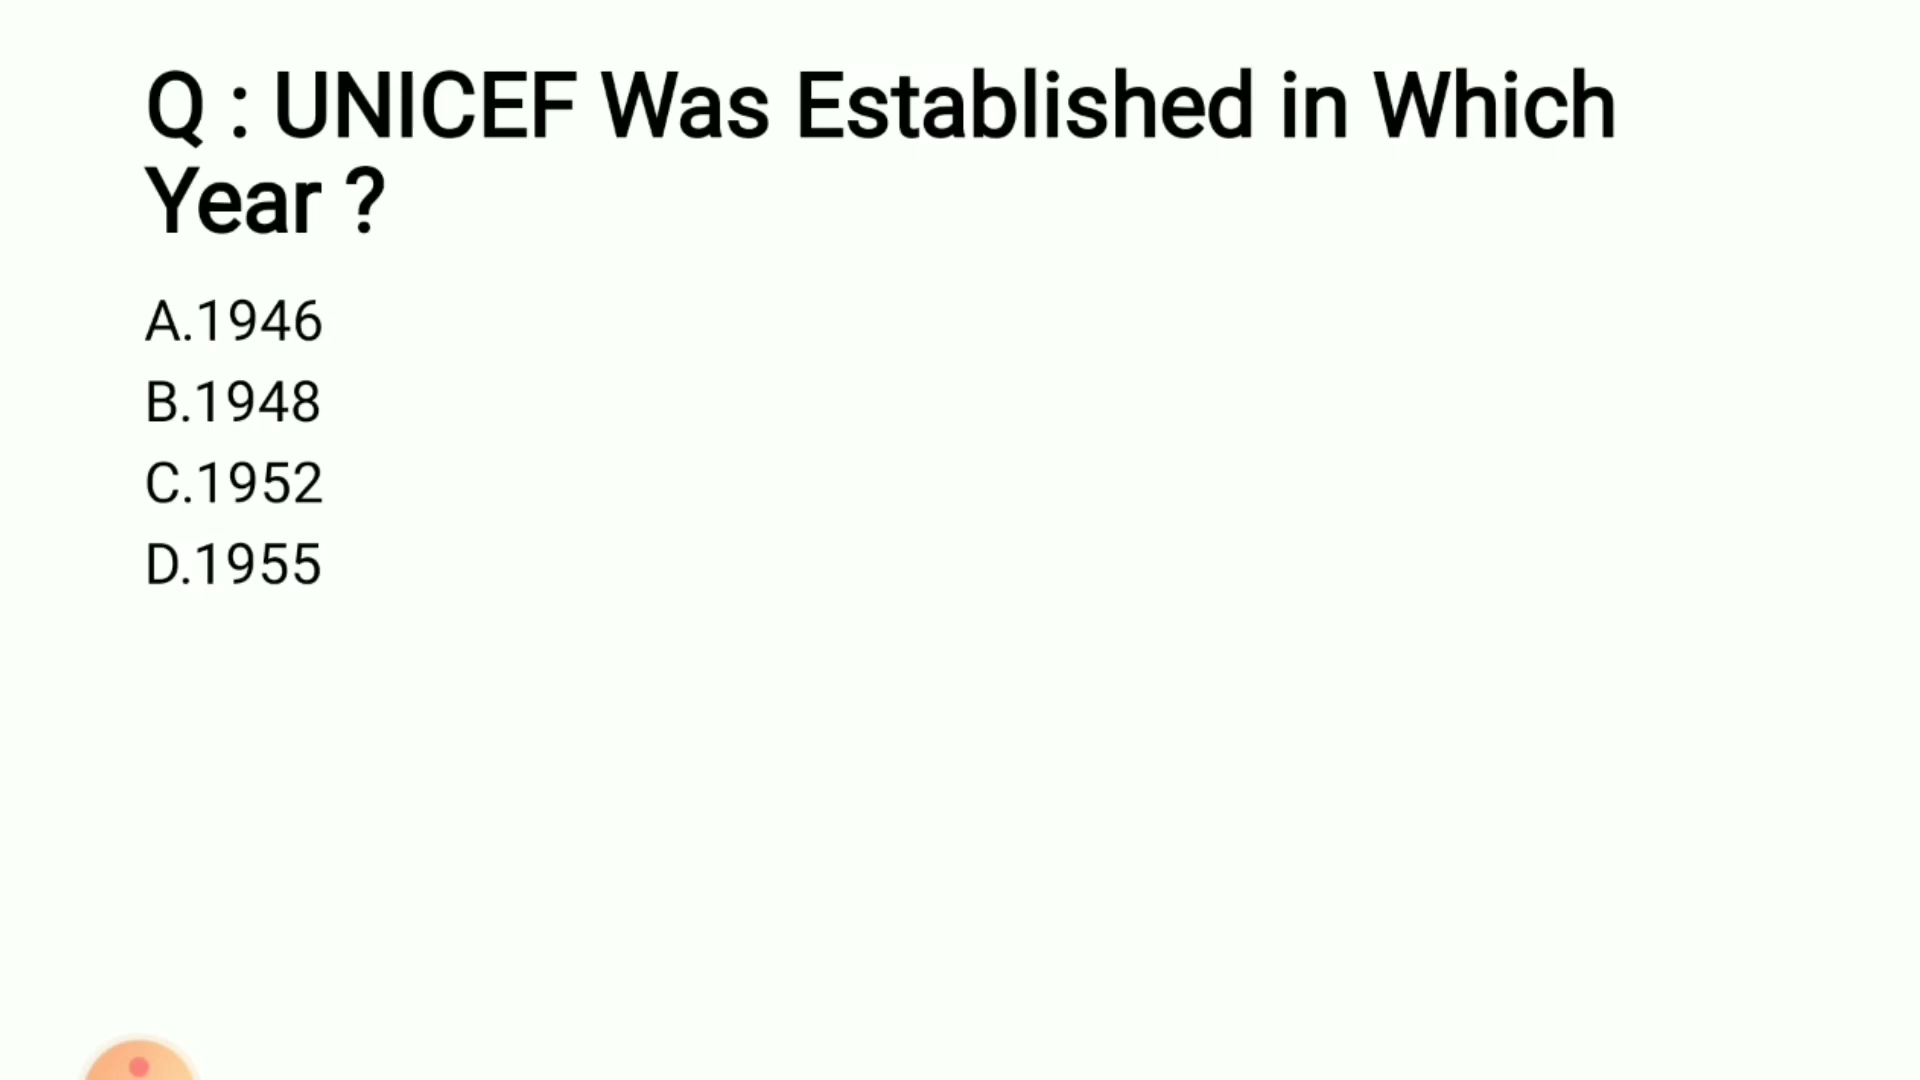 Q : UNICEF Was Established in Which
Year ?
A.1946
B.1948
C.1952
D.1955